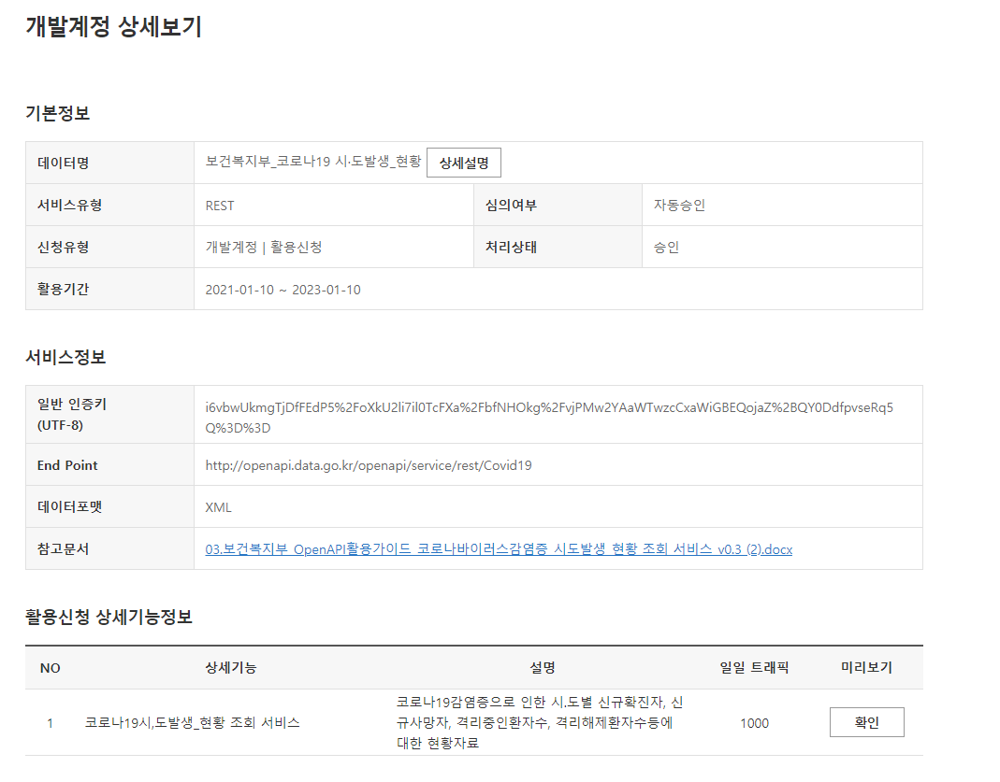 개발계정 상세보기
기본정보
데이터명 보건복지부_코로나19 시·도발생_현황 상세설명
서비스유형 REST 심의여부 자동승인
신청유형 개발계정 | 활용신청 처리상태 승인
활용기간 2021-01-10 ~ 2023-01-10
서비스정보
일반 인증키
(UTF-8)
i6vbwUkmgTjDfFEdP5%2FoXkU2li7il0TcFXa%2FbfNHOkg%2FvjPMw2YAaWTwzcCxaWiGBEQojaZ%2BQY0DdfpvseRq5
Q%3D%3D
End Point http://openapi.data.go.kr/openapi/service/rest/Covid19
데이터포맷 XML
참고문서 03.보건복지부_OpenAPI활용가이드_코로나바이러스감염증_시도발생_현황 조회 서비스_v0.3 (2).docx
활용신청 상세기능정보
NO 상세기능 설명 일일 트래픽 미리보기
1 코로나19시,도발생_현황 조회 서비스 코로나19감염증으로 인한 시.도별 신규확진자, 신
규사망자, 격리중인환자수, 격리해제환자수등에
대한 현황자료
1000 확인